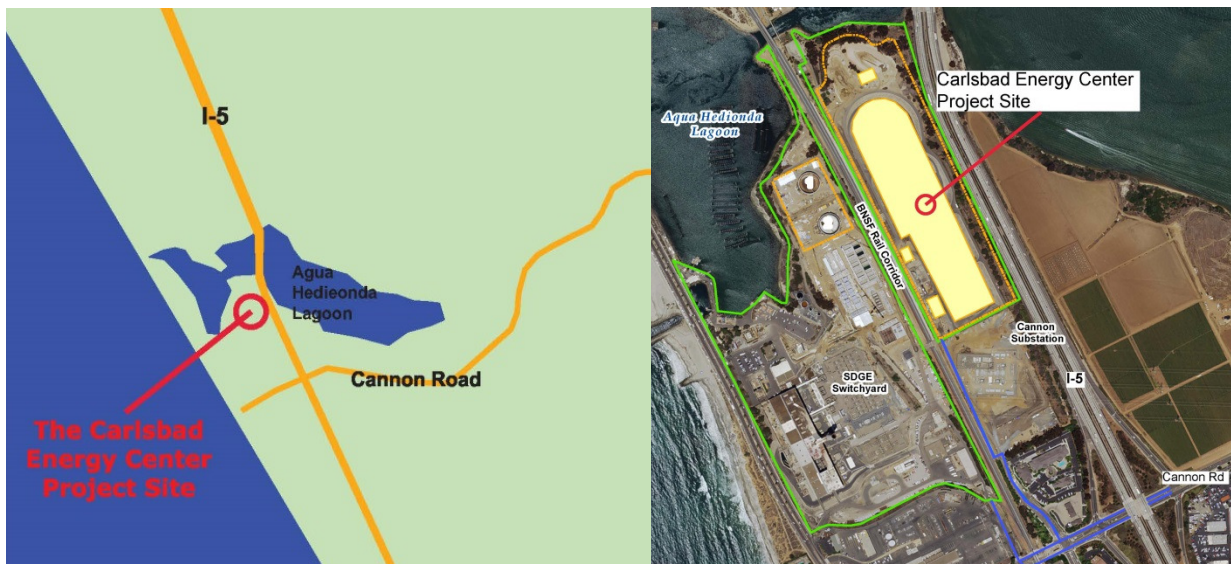 I-5
Agua
Hedieonda
Lagoon
Cannon Road
The Carlsbad
Energy Center
Project Site
Carlsbad Energy Center
Project Site
Aqua Hedionda
Lagoon
BNSF Rail Corridor
Cannon
Substation
SDGE
Switchyard
I-5
Cannon Rd